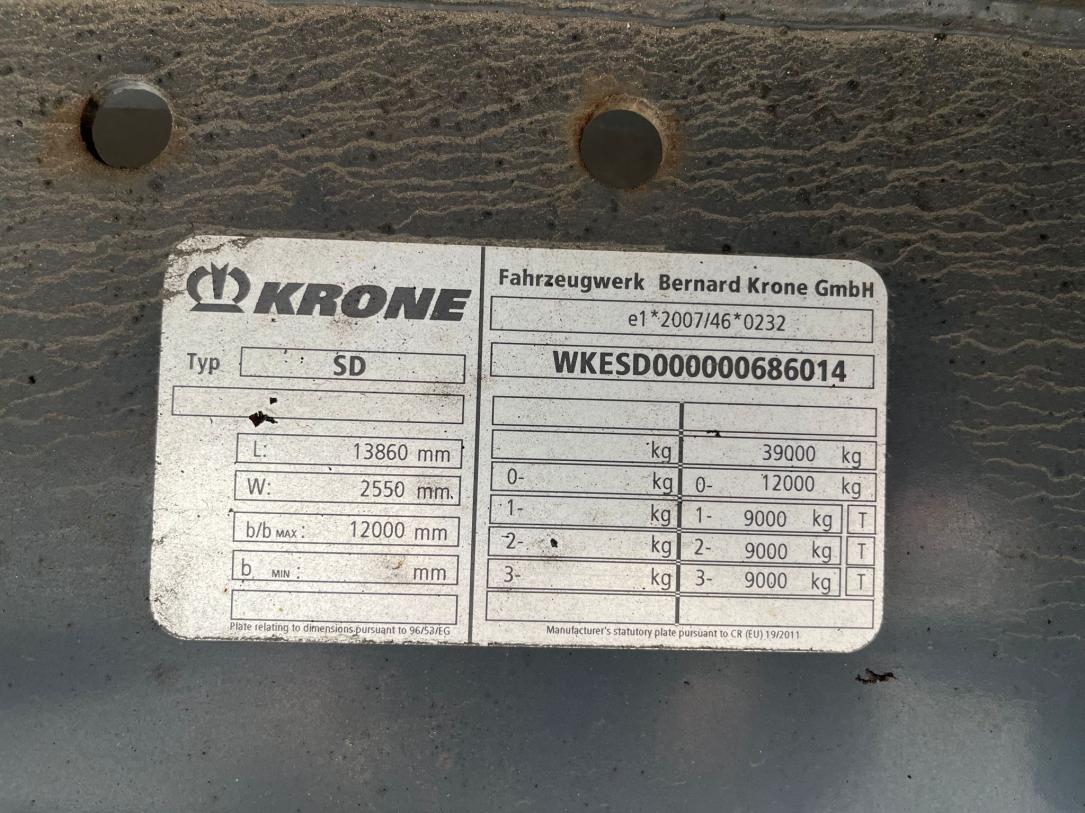 KRONE
Typ SD
L: 13860 mm
W: 2550 mm
b/b MAX: 12000 mm
b MIN: mm
Plate relating to dimensions pursuant to 96/53/EG
Fahrzeugwerk Bernard Krone GmbH
e1*2007/46*0232
WKESD000000686014
kg 39000 kg
0- kg 0- 12000 kg
1- kg 1- 9000 kg T
2- kg 2- 9000 kg T
3- kg 3- 9000 kg T
Manufacturer's statutory plate pursuant to CR (EU) 19/2011